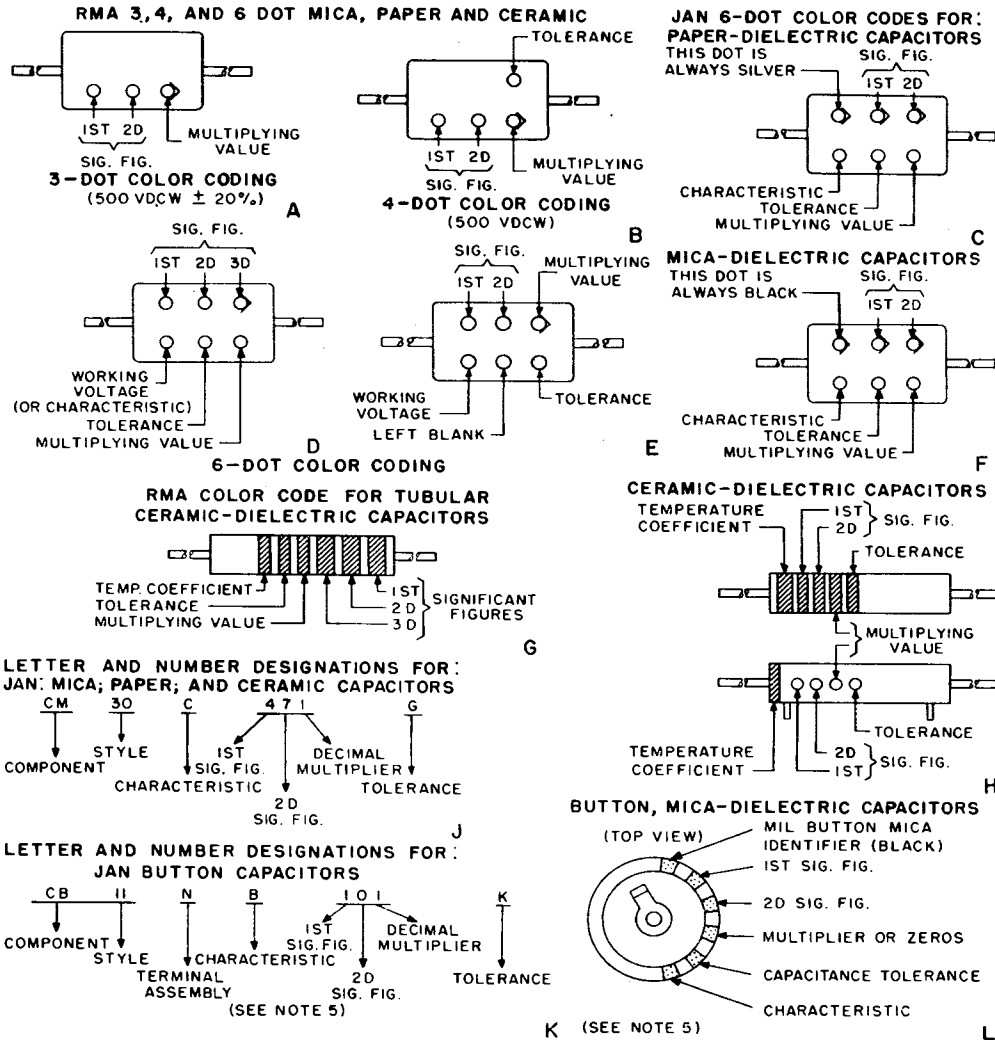 RMA 3, 4, AND 6 DOT MICA, PAPER AND CERAMIC
1ST 2D
SIG. FIG.
MULTIPLYING
VALUE
3-DOT COLOR CODING
(500 VDCW ± 20%)
A
TOLERANCE
1ST 2D
SIG. FIG.
MULTIPLYING
VALUE
4-DOT COLOR CODING
(500 VDCW)
B
JAN 6-DOT COLOR CODES FOR:
PAPER-DIELECTRIC CAPACITORS
THIS DOT IS
ALWAYS SILVER
SIG. FIG.
1ST 2D
CHARACTERISTIC
TOLERANCE
MULTIPLYING VALUE
C
SIG. FIG.
1ST 2D 3D
WORKING
VOLTAGE
(OR CHARACTERISTIC)
TOLERANCE
MULTIPLYING VALUE
D
SIG. FIG.
1ST 2D
MULTIPLYING
VALUE
WORKING
VOLTAGE
LEFT BLANK
TOLERANCE
E
6-DOT COLOR CODING
MICA-DIELECTRIC CAPACITORS
THIS DOT IS
ALWAYS BLACK
SIG. FIG.
1ST 2D
CHARACTERISTIC
TOLERANCE
MULTIPLYING VALUE
F
RMA COLOR CODE FOR TUBULAR
CERAMIC-DIELECTRIC CAPACITORS
TEMP. COEFFICIENT
TOLERANCE
MULTIPLYING VALUE
1ST
2D
3D
SIGNIFICANT
FIGURES
G
CERAMIC-DIELECTRIC CAPACITORS
TEMPERATURE
COEFFICIENT
1ST
2D
SIG. FIG.
TOLERANCE
MULTIPLYING
VALUE
TOLERANCE
TEMPERATURE
COEFFICIENT
2D
1ST
SIG. FIG.
H
LETTER AND NUMBER DESIGNATIONS FOR:
JAN: MICA; PAPER; AND CERAMIC CAPACITORS
CM 30 C 471 G
COMPONENT
STYLE
CHARACTERISTIC
1ST
SIG. FIG.
2D
SIG. FIG.
DECIMAL
MULTIPLIER
TOLERANCE
J
LETTER AND NUMBER DESIGNATIONS FOR:
JAN BUTTON CAPACITORS
CB 11 N B 101 K
COMPONENT
STYLE
TERMINAL
ASSEMBLY
CHARACTERISTIC
1ST
SIG. FIG.
2D
SIG. FIG.
DECIMAL
MULTIPLIER
TOLERANCE
(SEE NOTE 5)
K
BUTTON, MICA-DIELECTRIC CAPACITORS
(TOP VIEW)
MIL BUTTON MICA
IDENTIFIER (BLACK)
1ST SIG. FIG.
2D SIG. FIG.
MULTIPLIER OR ZEROS
CAPACITANCE TOLERANCE
CHARACTERISTIC
(SEE NOTE 5)
L